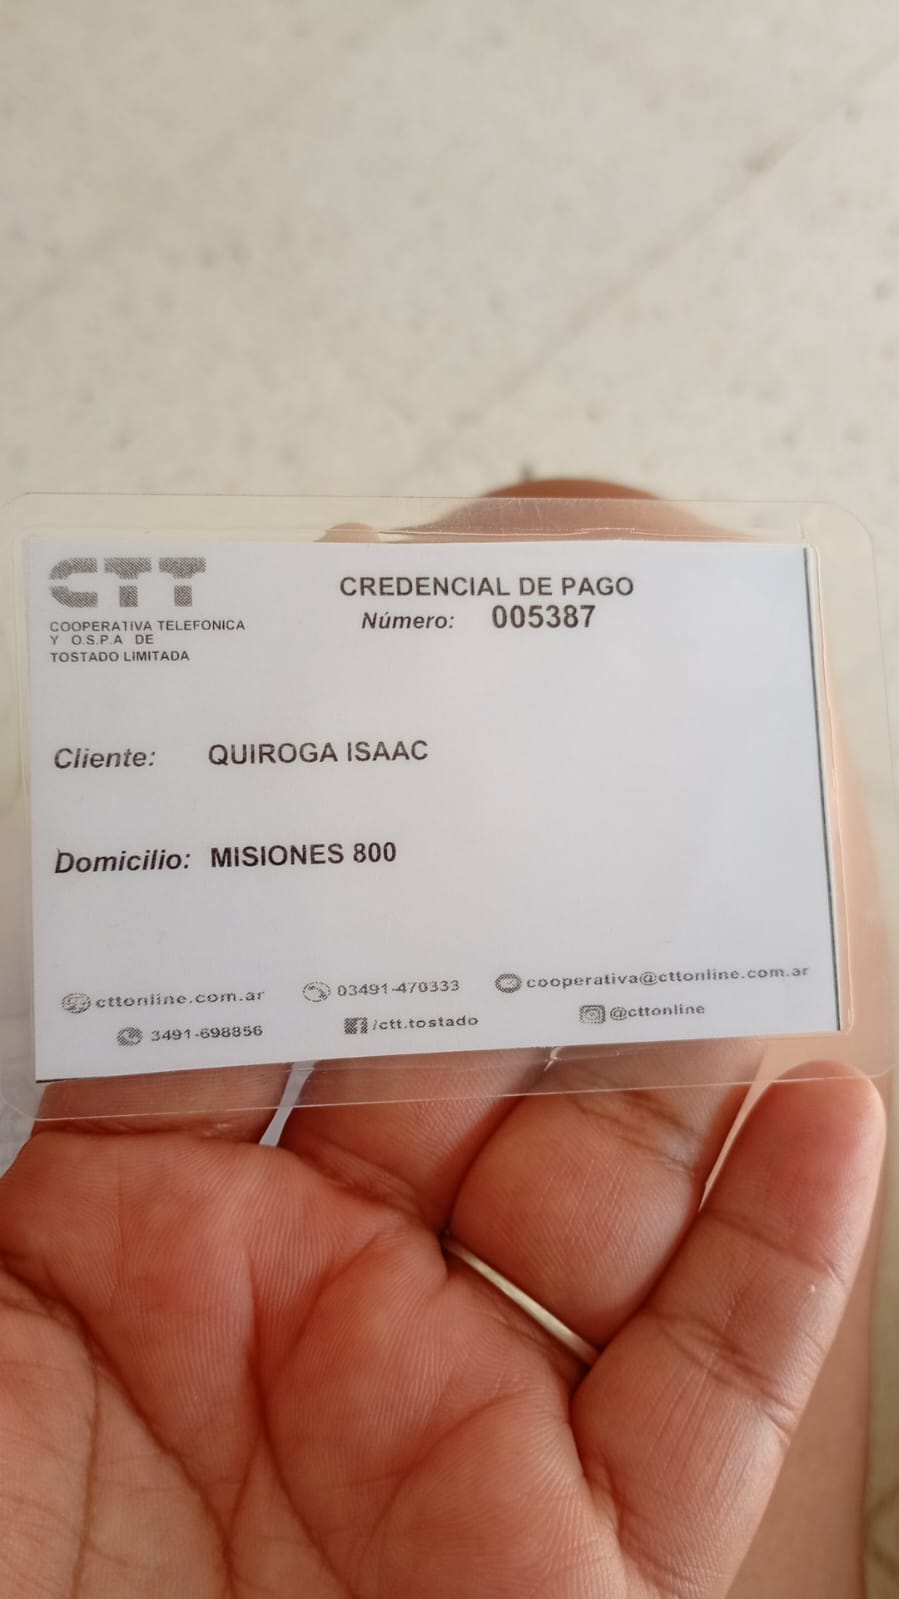 CTT
COOPERATIVA TELEFONICA
Y O.S.P.A DE
TOSTADO LIMITADA
CREDENCIAL DE PAGO
Número: 005387
Cliente: QUIROGA ISAAC
Domicilio: MISIONES 800
cttonline.com.ar 03491-470333 cooperativa@cttonline.com.ar
3491-698856 /ctt.tostado @cttonline